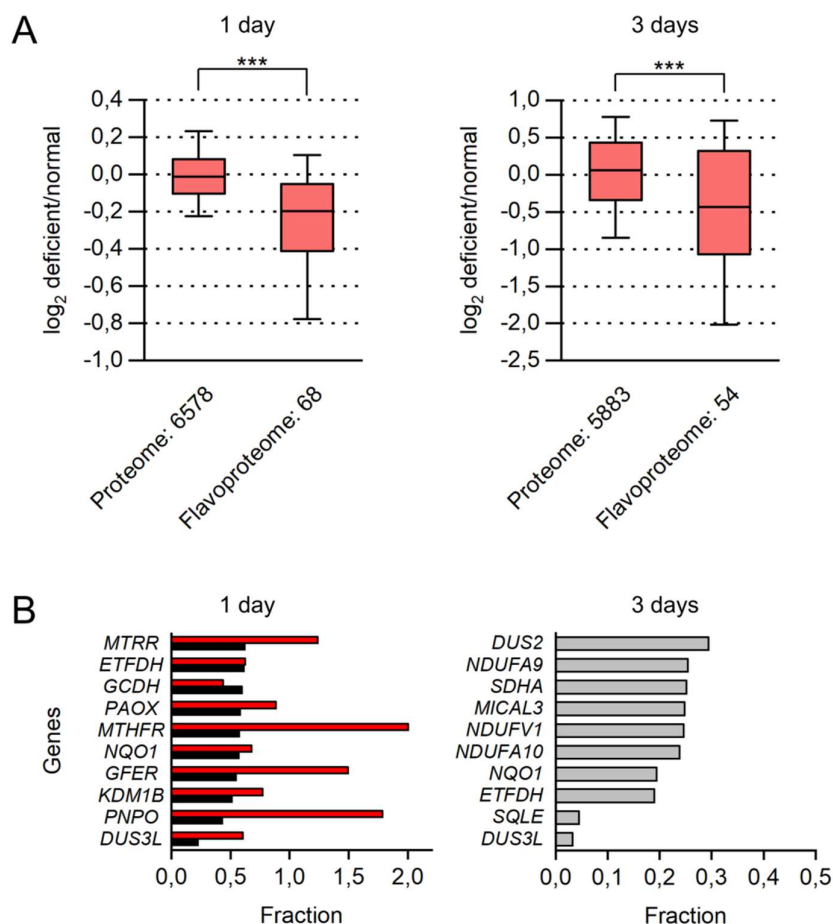 A
1 day
3 days
***
***
log2 deficient/normal
0,4
0,2
0,0
-0,2
-0,4
-0,6
-0,8
-1,0
log2 deficient/normal
1,0
0,5
0,0
-0,5
-1,0
-1,5
-2,0
-2,5
Proteome: 6578
Flavoproteome: 68
Proteome: 5883
Flavoproteome: 54
B
1 day
3 days
Genes
MTRR
ETFDH
GCDH
PAOX
MTHFR
NQO1
GFER
KDM1B
PNPO
DUS3L
0,0 0,5 1,0 1,5 2,0
Fraction
DUS2
NDUFA9
SDHA
MICAL3
NDUFV1
NDUFA10
NQO1
ETFDH
SQLE
DUS3L
0,0 0,1 0,2 0,3 0,4 0,5
Fraction